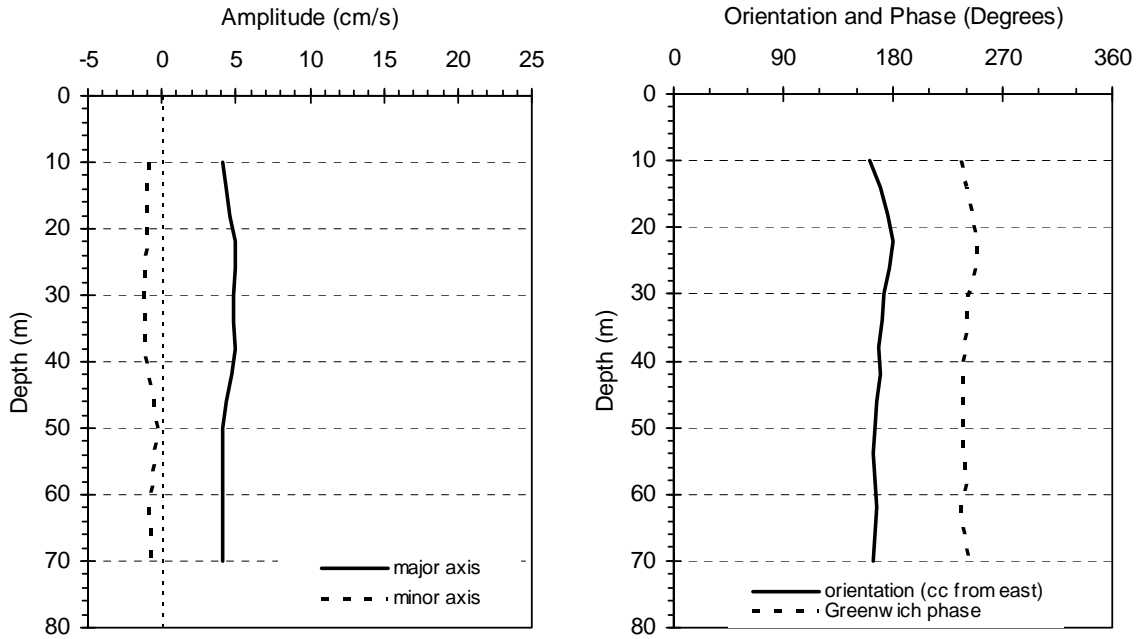 Amplitude (cm/s)
-5 0 5 10 15 20 25
0
10
20
30
40
50
60
70
80
Depth (m)
major axis
minor axis
Orientation and Phase (Degrees)
0 90 180 270 360
0
10
20
30
40
50
60
70
80
Depth (m)
orientation (cc from east)
Greenwich phase